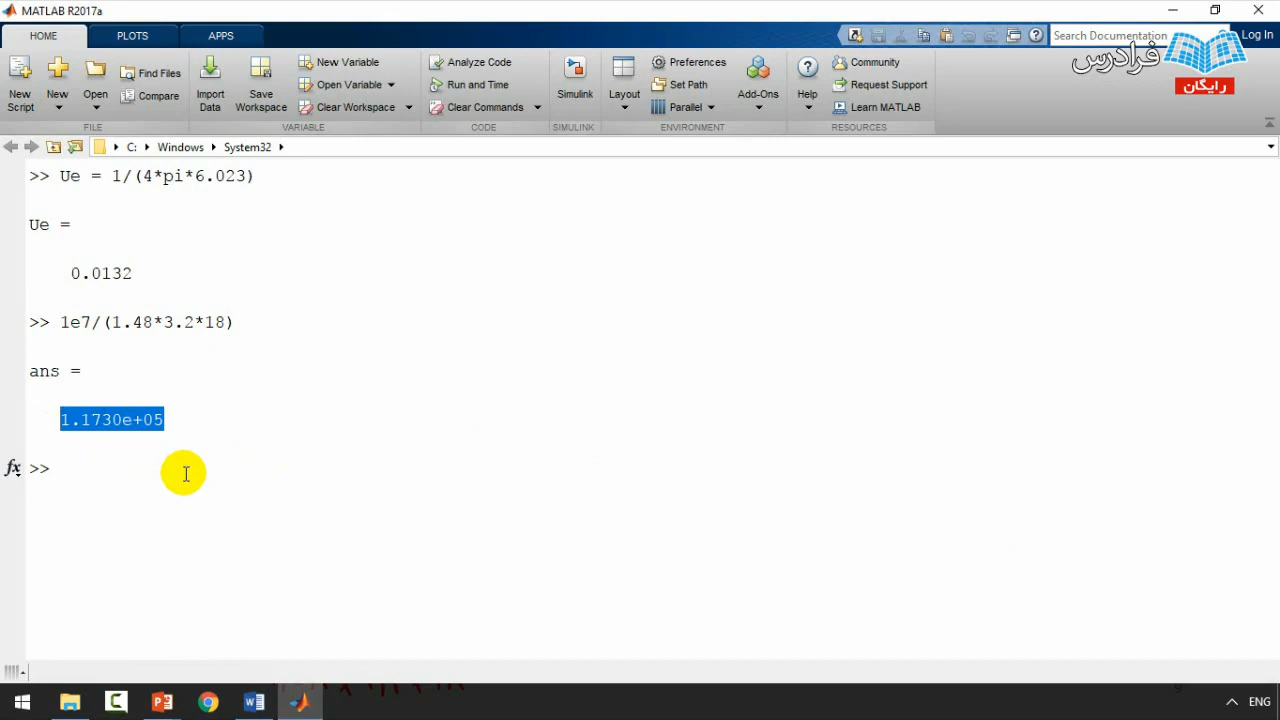 MATLAB R2017a
HOME PLOTS APPS
Search Documentation
Log In
فرادرس
رایگان
New Script
New
Open
Find Files
Compare
Import Data
Save Workspace
New Variable
Open Variable
Clear Workspace
Analyze Code
Run and Time
Clear Commands
Simulink
Layout
Preferences
Set Path
Parallel
Add-Ons
Help
Community
Request Support
Learn MATLAB
FILE VARIABLE CODE SIMULINK ENVIRONMENT RESOURCES
C: Windows System32
>> Ue = 1/(4*pi*6.023)
Ue =
0.0132
>> 1e7/(1.48*3.2*18)
ans =
1.1730e+05
fx >>
ENG